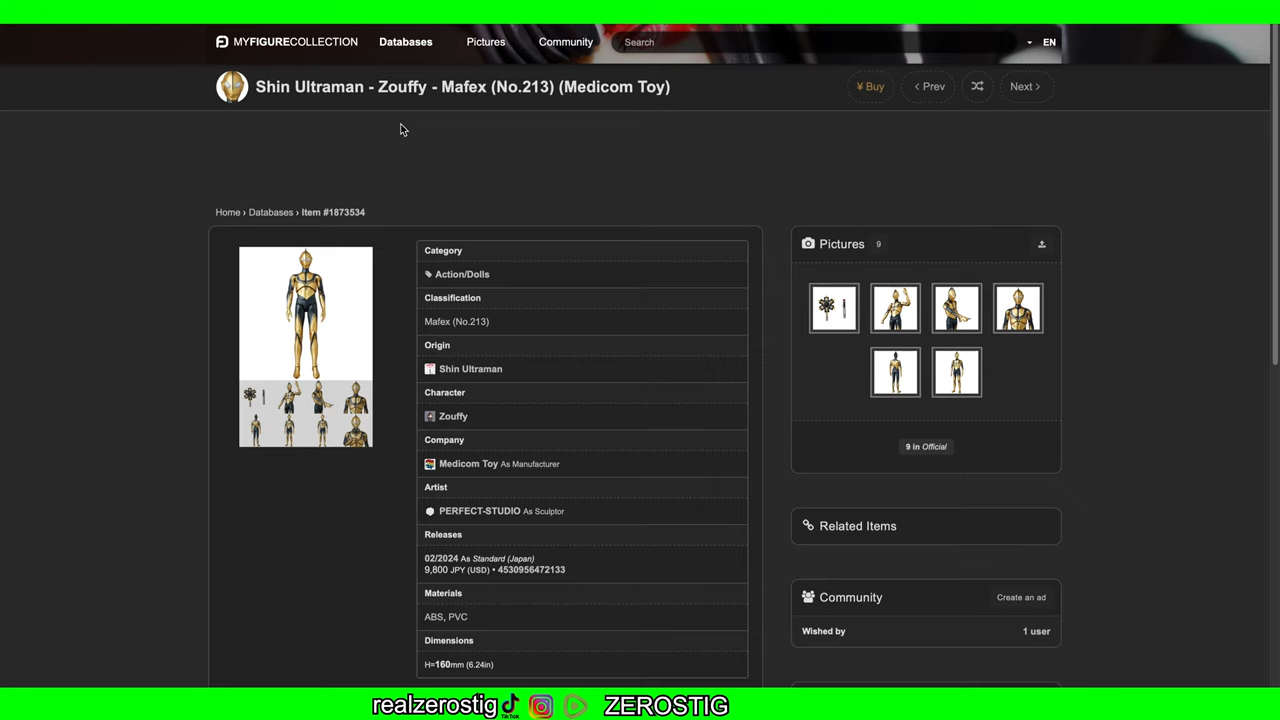 MYFIGURECOLLECTION
Databases
Pictures
Community
Search
EN
Shin Ultraman - Zouffy - Mafex (No.213) (Medicom Toy)
¥ Buy
‹ Prev
Next ›
Home › Databases › Item #1873534
Category
Action/Dolls
Classification
Mafex (No.213)
Origin
Shin Ultraman
Character
Zouffy
Company
Medicom Toy As Manufacturer
Artist
PERFECT-STUDIO As Sculptor
Releases
02/2024 As Standard (Japan)
9,800 JPY (USD) • 4530956472133
Materials
ABS, PVC
Dimensions
H=160mm (6.24in)
Pictures 9
9 in Official
Related Items
Community
Create an ad
Wished by
1 user
realzerostig
TikTok
ZEROSTIG